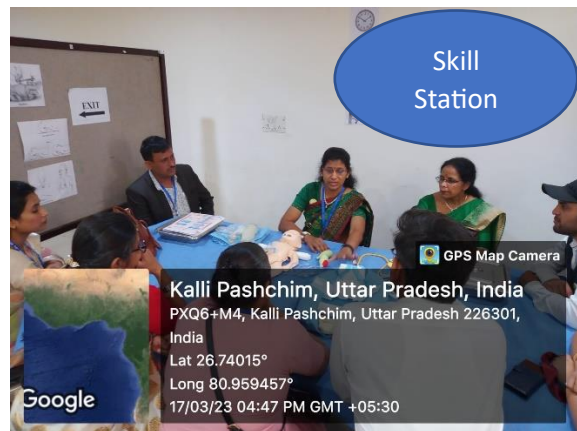 Skill
Station
EXIT
GPS Map Camera
Kalli Pashchim, Uttar Pradesh, India
PXQ6+M4, Kalli Pashchim, Uttar Pradesh 226301,
India
Lat 26.74015°
Long 80.959457°
17/03/23 04:47 PM GMT +05:30
Google